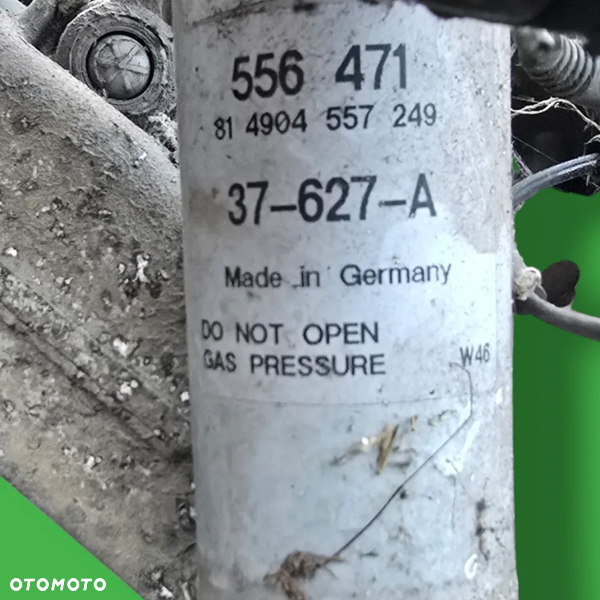 556 471
81 4904 557 249
37-627-A
Made in Germany
DO NOT OPEN
GAS PRESSURE
W46
OTOMOTO